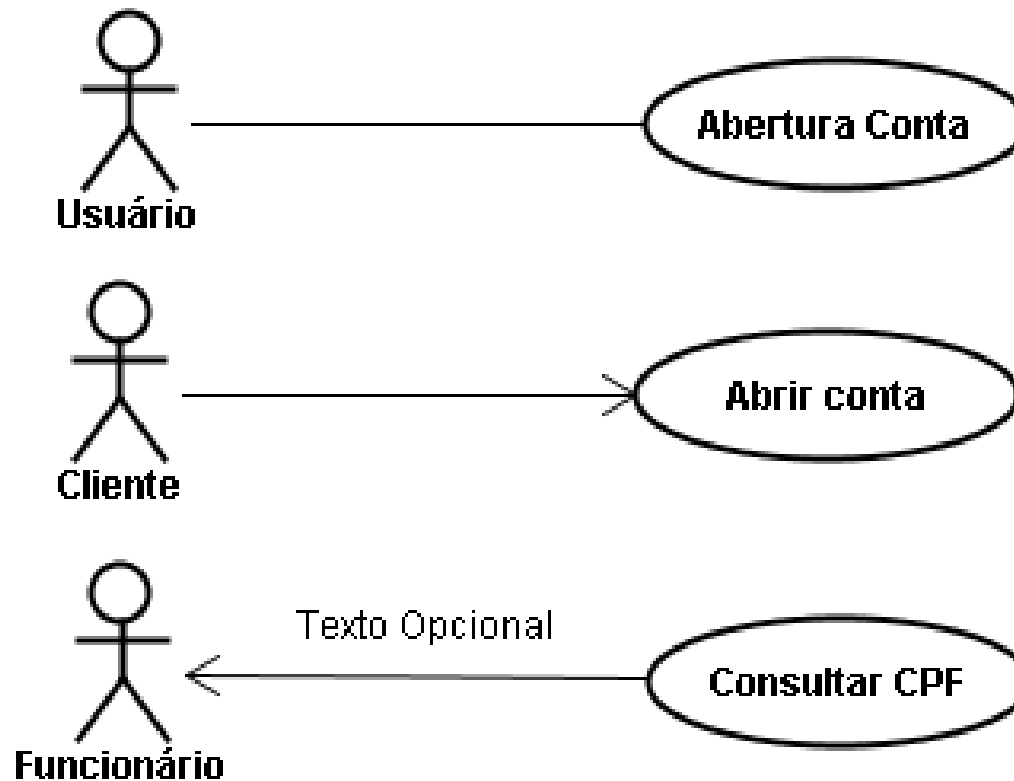 Abertura Conta
Usuário
Abrir conta
Cliente
Texto Opcional
Consultar CPF
Funcionário